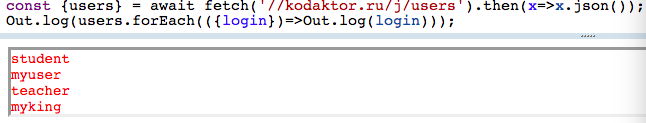 const {users} = await fetch('//kodaktor.ru/j/users').then(x=>x.json());
Out.log(users.forEach(({login})=>Out.log(login)));
student
myuser
teacher
myking